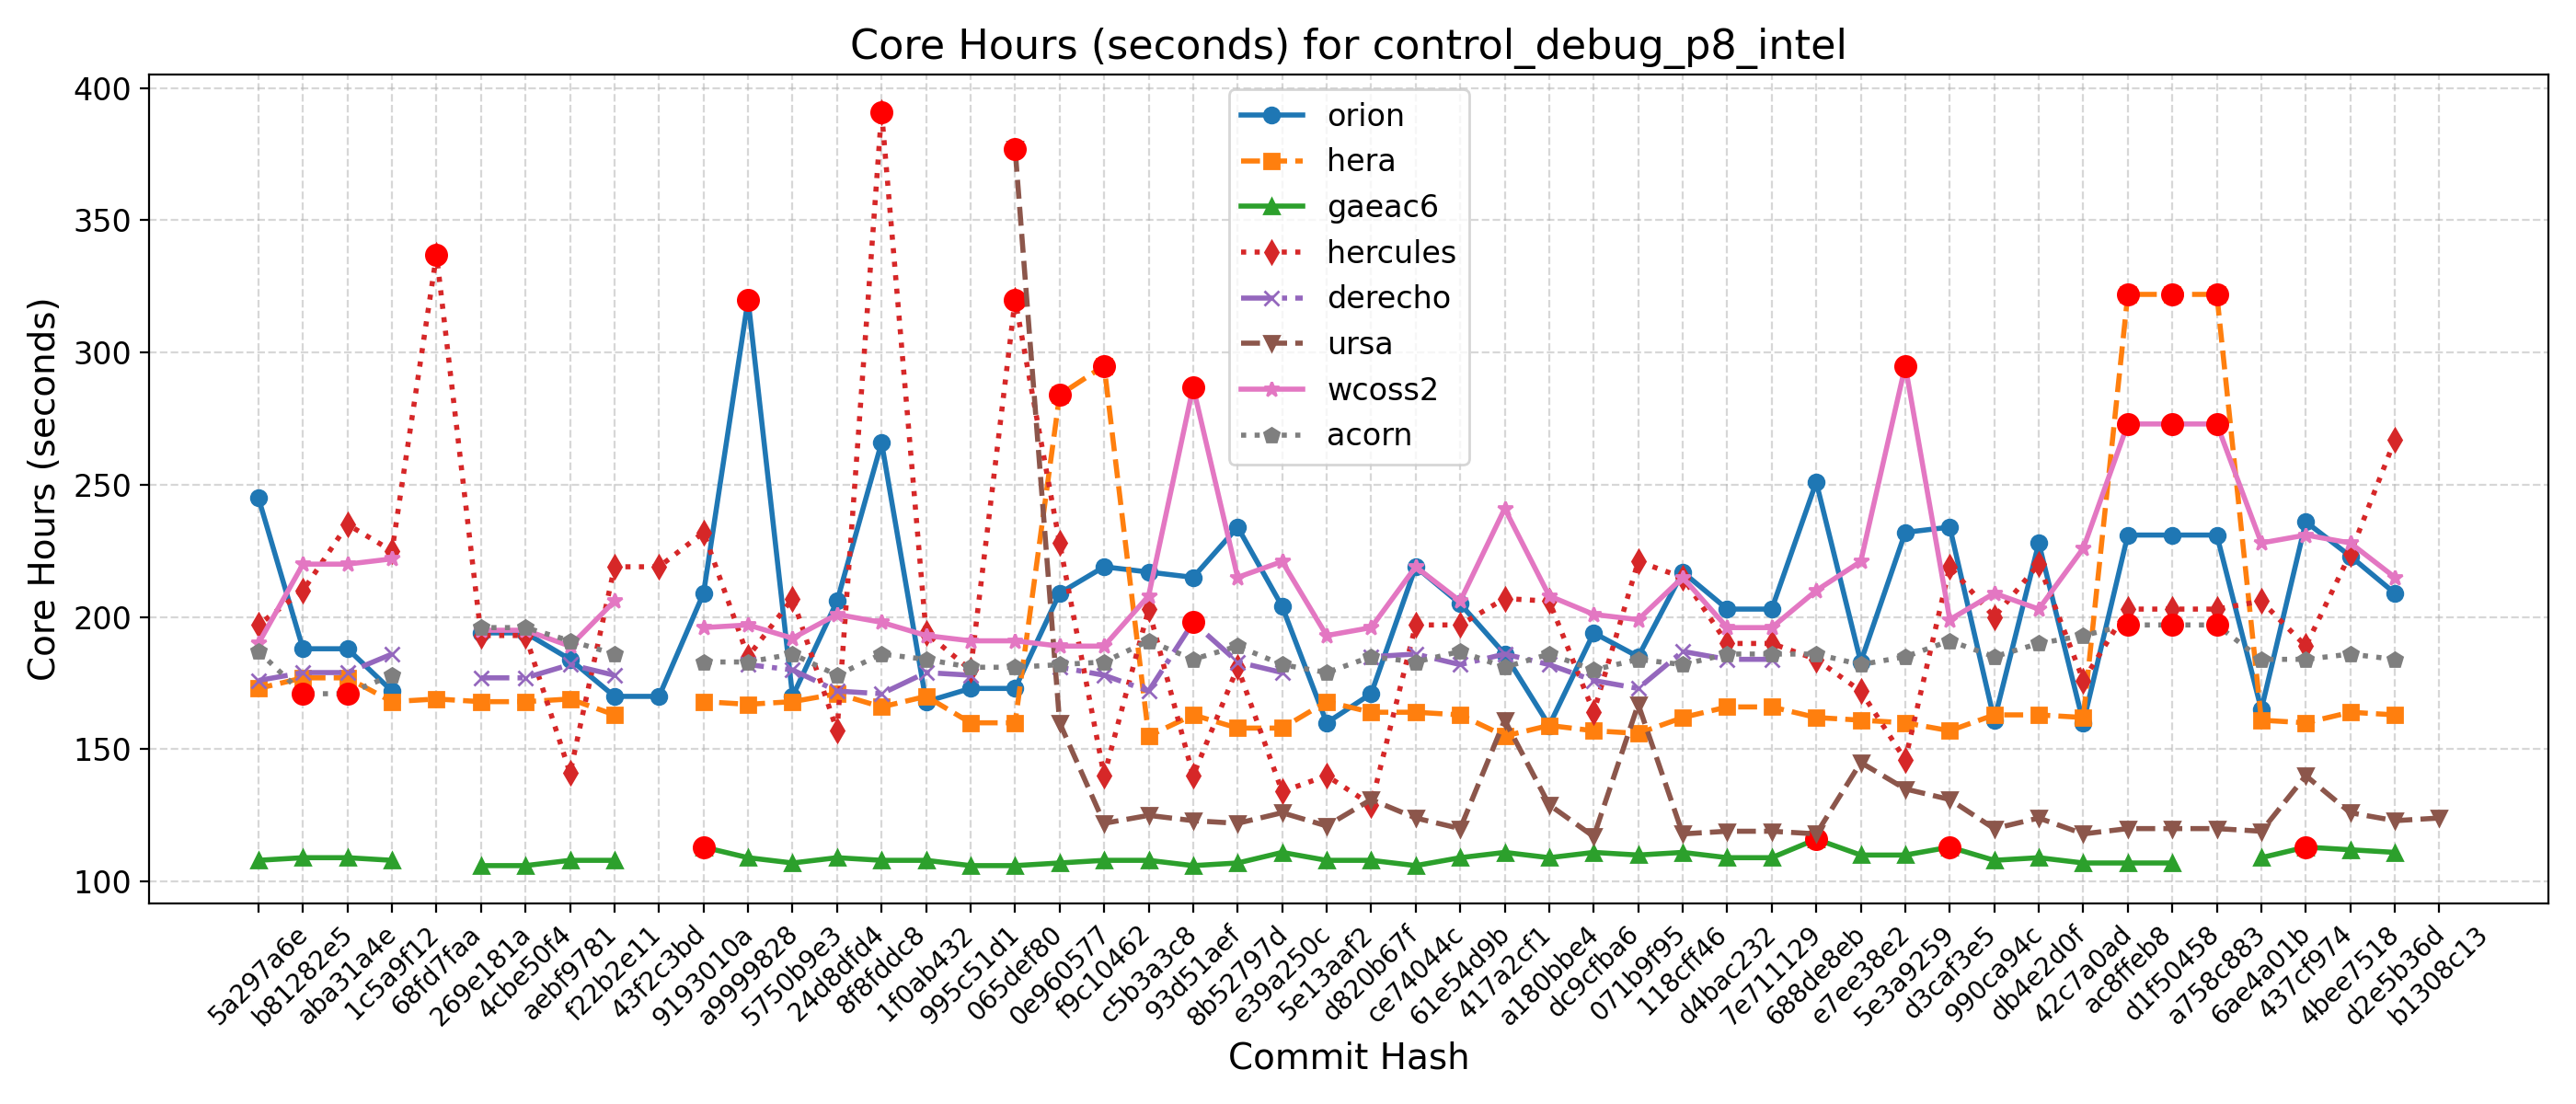 Core Hours (seconds) for control_debug_p8_intel
Core Hours (seconds)
400
350
300
250
200
150
100
orion
hera
gaeac6
hercules
derecho
ursa
wcoss2
acorn
5a297a6e
b81282e5
aba31a4e
1c5a9f12
68fd7faa
269e181a
4cbe50f4
aebf9781
f22b2e11
43f2c3bd
9193010a
a9999828
5750b9e3
24d8dfd4
8f8fddc8
1f0ab432
995c51d1
065def80
0e960577
f9c10462
c5b3a3c8
93d51aef
8b52797d
e39a250c
5e13aaf2
d820b67f
ce74044c
61e54d9b
417a2cf1
a180bbe4
dc9cfba6
071b9f95
118cff46
d4bac232
7e711129
688de8eb
e7ee38e2
5e3a9259
d3caf3e5
990ca94c
db4e2d0f
42c7a0ad
ac8ffeb8
d1f50458
a758c883
6ae4a01b
437cf974
4bee7518
d2e5b36d
b1308c13
Commit Hash